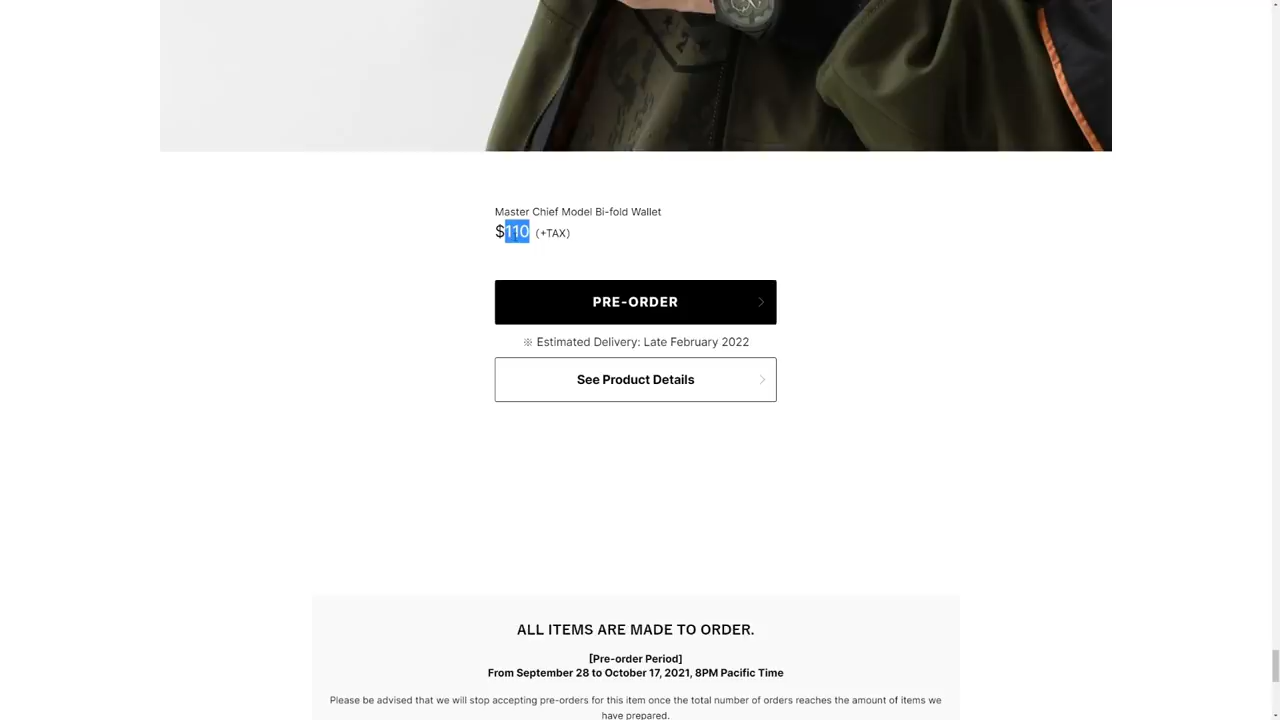 Master Chief Model Bi-fold Wallet
$110 (+TAX)
PRE-ORDER
※ Estimated Delivery: Late February 2022
See Product Details
ALL ITEMS ARE MADE TO ORDER.
[Pre-order Period]
From September 28 to October 17, 2021, 8PM Pacific Time
Please be advised that we will stop accepting pre-orders for this item once the total number of orders reaches the amount of items we
have prepared.